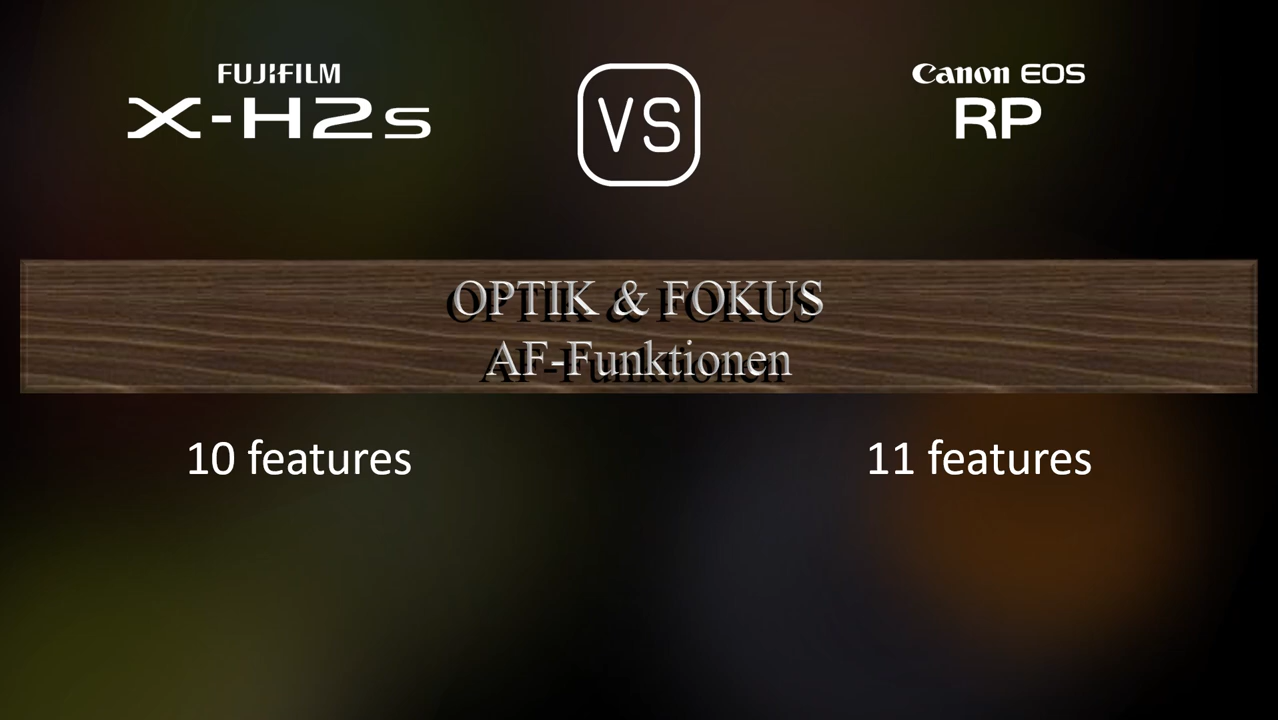 FUJIFILM
X-H2s
VS
Canon EOS
RP
OPTIK & FOKUS
AF-Funktionen
10 features
11 features